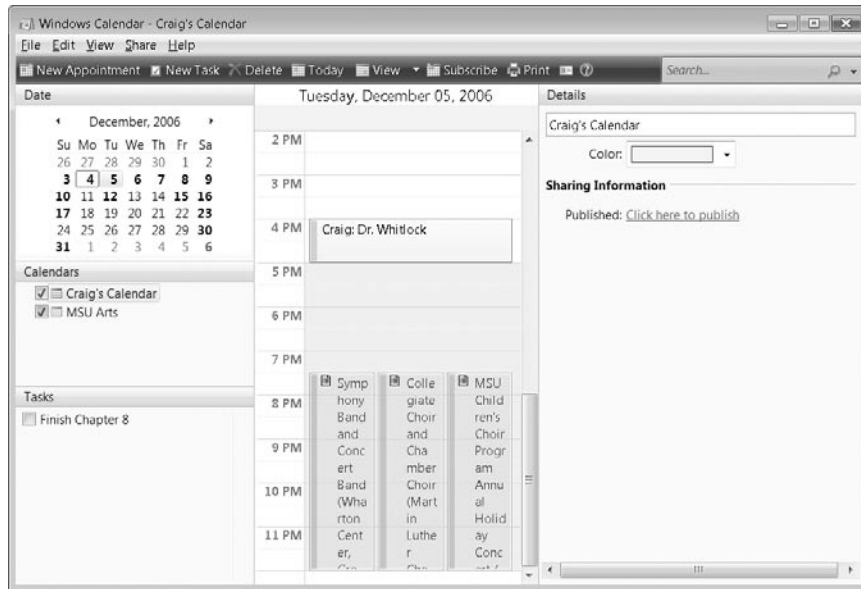 Windows Calendar - Craig's Calendar
File Edit View Share Help
New Appointment New Task Delete Today View Subscribe Print Search...
Date
December, 2006
Su Mo Tu We Th Fr Sa
26 27 28 29 30 1 2
3 4 5 6 7 8 9
10 11 12 13 14 15 16
17 18 19 20 21 22 23
24 25 26 27 28 29 30
31 1 2 3 4 5 6
Calendars
Craig's Calendar
MSU Arts
Tasks
Finish Chapter 8
Tuesday, December 05, 2006
2 PM
3 PM
4 PM
Craig: Dr. Whitlock
5 PM
6 PM
7 PM
8 PM
9 PM
10 PM
11 PM
Symp
hony
Band
and
Conc
ert
Band
(Wha
rton
Cent
er,
Colle
giate
Choir
and
Cha
mber
Choir
(Mart
in
Luthe
r
MSU
Child
ren's
Choir
Progr
am
Annu
al
Holid
ay
Conc
Details
Craig's Calendar
Color:
Sharing Information
Published: Click here to publish